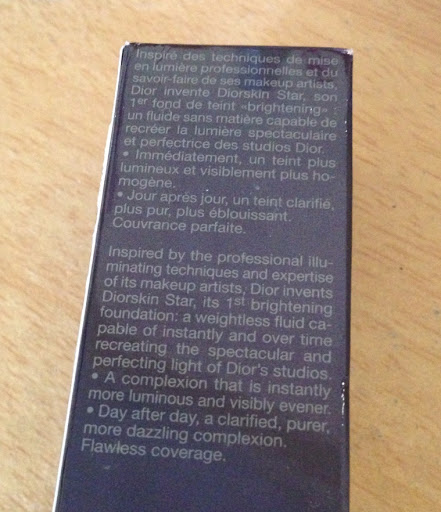 Inspiré des techniques de mise
en lumière professionnelles et du
savoir-faire de ses makeup artists,
Dior invente Diorskin Star, son
1er fond de teint «brightening» :
un fluide sans matière capable de
recréer la lumière spectaculaire
et perfectrice des studios Dior.
• Immédiatement, un teint plus
lumineux et visiblement plus ho-
mogène.
• Jour après jour, un teint clarifié,
plus pur, plus éblouissant.
Couvrance parfaite.
Inspired by the professional illu-
minating techniques and expertise
of its makeup artists, Dior invents
Diorskin Star, its 1st brightening
foundation: a weightless fluid ca-
pable of instantly and over time
recreating the spectacular and
perfecting light of Dior's studios.
• A complexion that is instantly
more luminous and visibly evener.
• Day after day, a clarified, purer,
more dazzling complexion.
Flawless coverage.